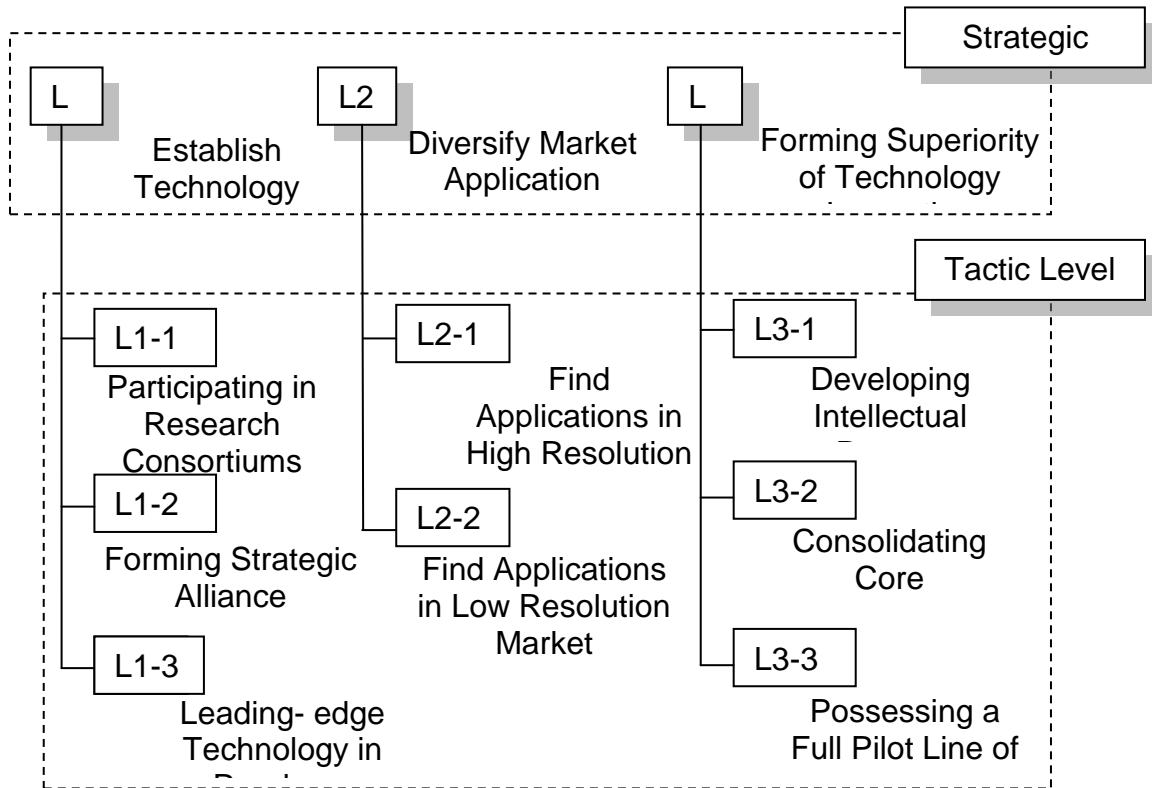 Strategic
L
Establish
Technology
L2
Diversify Market
Application
L
Forming Superiority
of Technology
Tactic Level
L1-1
Participating in
Research
Consortiums
L1-2
Forming Strategic
Alliance
L1-3
Leading- edge
Technology in
L2-1
Find
Applications in
High Resolution
L2-2
Find Applications
in Low Resolution
Market
L3-1
Developing
Intellectual
L3-2
Consolidating
Core
L3-3
Possessing a
Full Pilot Line of